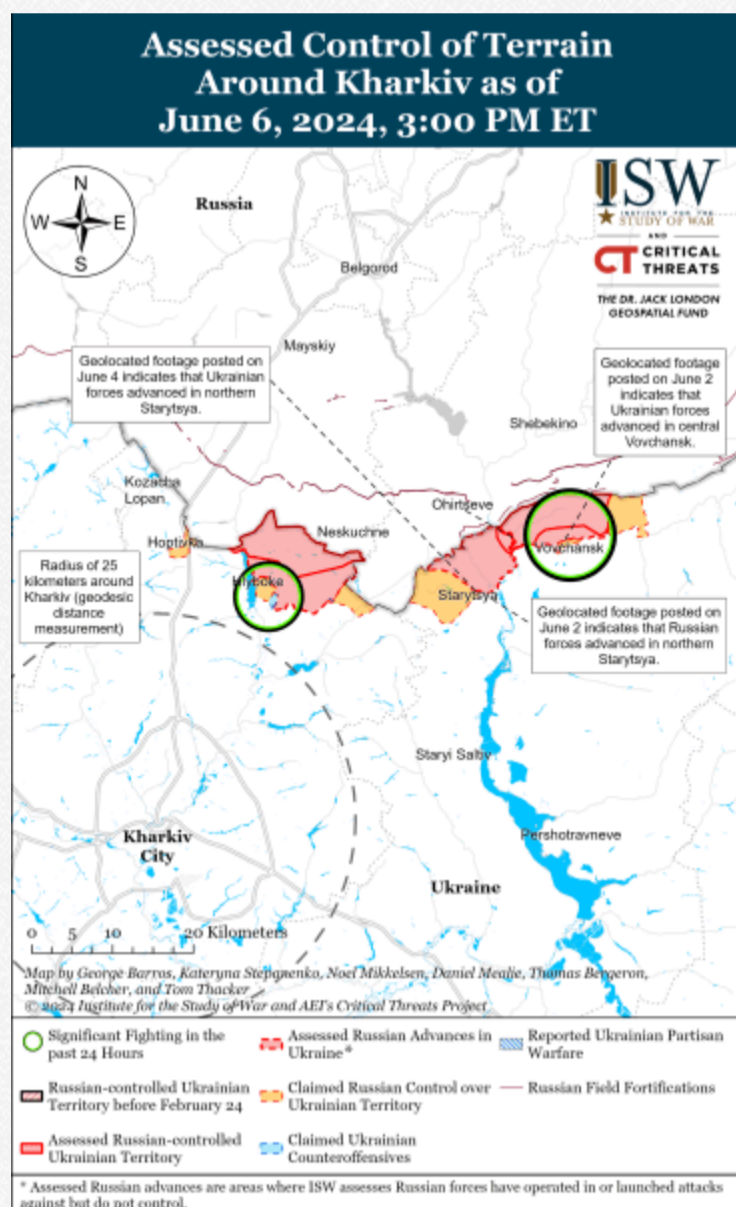 Assessed Control of Terrain
Around Kharkiv as of
June 6, 2024, 3:00 PM ET
N
W
E
S
Russia
ISW
INSTITUTE FOR THE
STUDY OF WAR
AND
CT CRITICAL
THREATS
THE DR. JACK LONDON
GEOSPATIAL FUND
Belgorod
Mayskiy
Geolocated footage posted on
June 4 indicates that Ukrainian
forces advanced in northern
Starytsya.
Geolocated footage
posted on June 2
indicates that
Ukrainian forces
advanced in central
Vovchansk.
Shebekino
Kozacha
Lopan
Ohirtseve
Neskuchne
Hoptivka
Vovchansk
Radius of 25
kilometers around
Kharkiv (geodesic
distance
measurement)
Hlyboke
Starytsya
Geolocated footage posted on
June 2 indicates that Russian
forces advanced in northern
Starytsya.
Staryi Saltiv
Pershotravneve
Kharkiv
City
Ukraine
0 5 10 20 Kilometers
Map by George Barros, Kateryna Stepanenko, Noel Mikkelsen, Daniel Mealie, Thomas Bergeron,
Mitchell Belcher, and Tom Thacker
© 2024 Institute for the Study of War and AEI's Critical Threats Project
Significant Fighting in the
past 24 Hours
Assessed Russian Advances in
Ukraine*
Reported Ukrainian Partisan
Warfare
Russian-controlled Ukrainian
Territory before February 24
Claimed Russian Control over
Ukrainian Territory
Russian Field Fortifications
Assessed Russian-controlled
Ukrainian Territory
Claimed Ukrainian
Counteroffensives
* Assessed Russian advances are areas where ISW assesses Russian forces have operated in or launched attacks
against but do not control.